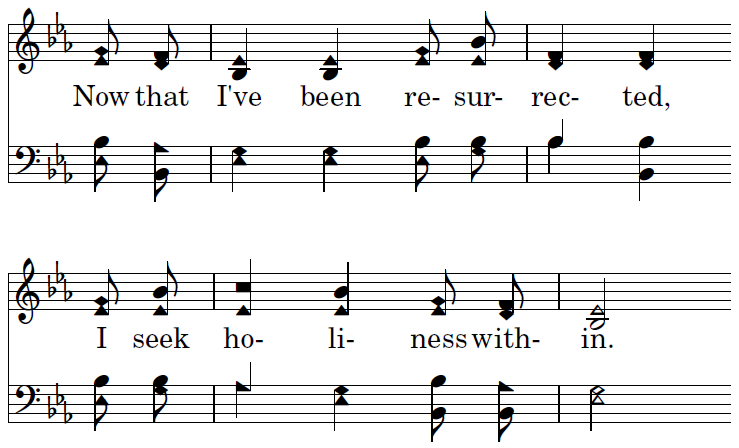 Now that I've been re- sur- rec- ted,
I seek ho- li- ness with- in.